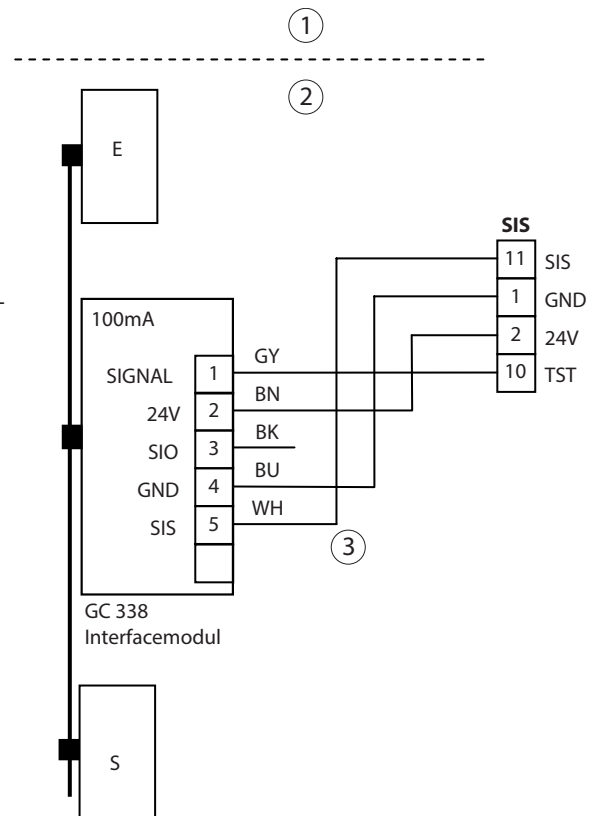 1
2
E
SIS
11 SIS
1 GND
2 24V
10 TST
100mA
SIGNAL 1 GY
24V 2 BN
SIO 3 BK
GND 4 BU
SIS 5 WH
3
GC 338
Interfacemodul
S